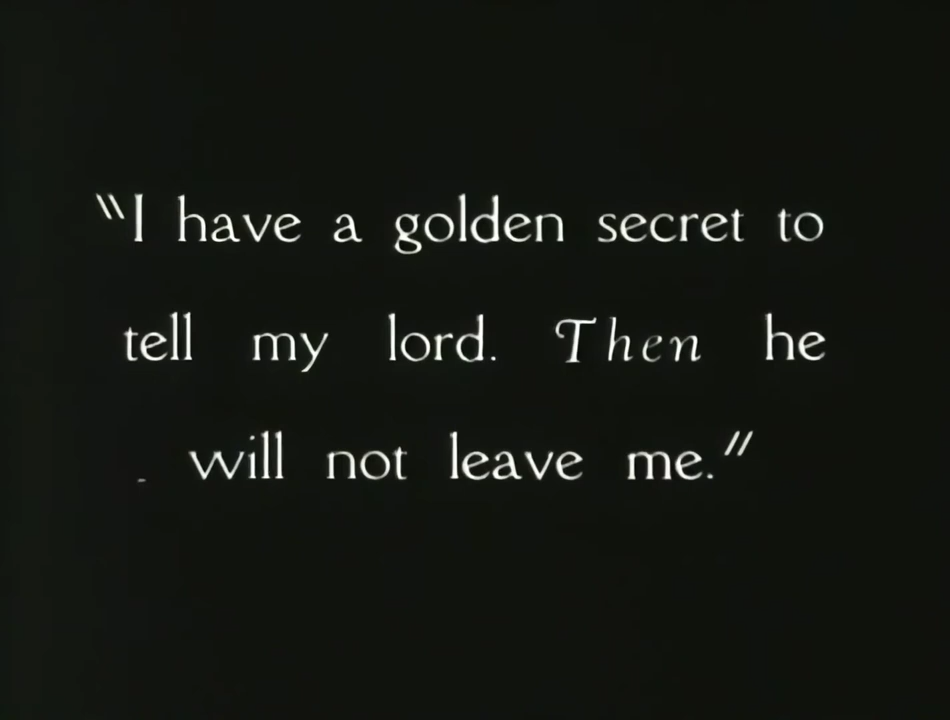 "I have a golden secret to
tell my lord. Then he
will not leave me."